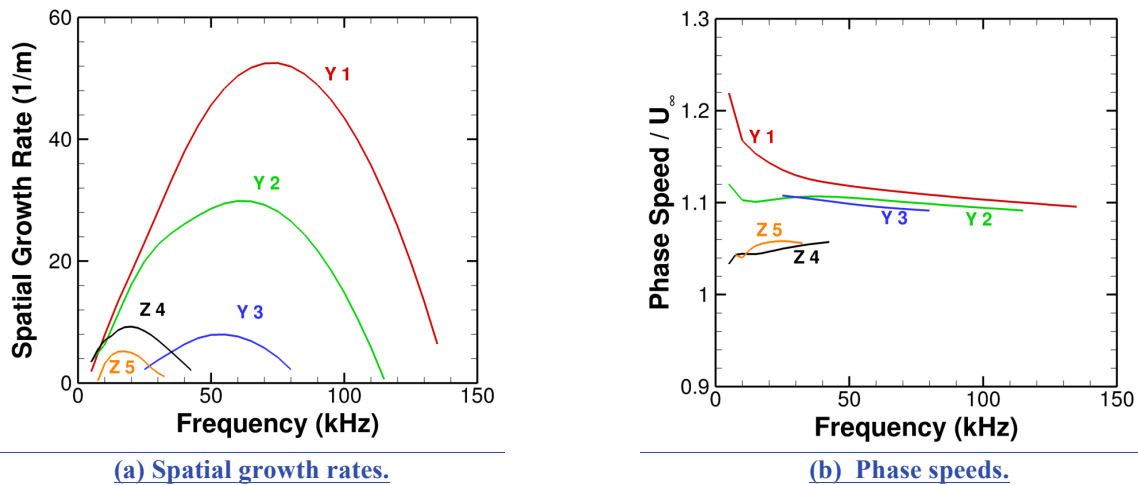 Spatial Growth Rate (1/m)
60
40
20
0
Y 1
Y 2
Z 4
Y 3
Z 5
0 50 100 150
Frequency (kHz)
(a) Spatial growth rates.
Phase Speed / U∞
1.3
1.2
1.1
1
0.9
Y 1
Y 3
Y 2
Z 5
Z 4
0 50 100 150
Frequency (kHz)
(b) Phase speeds.